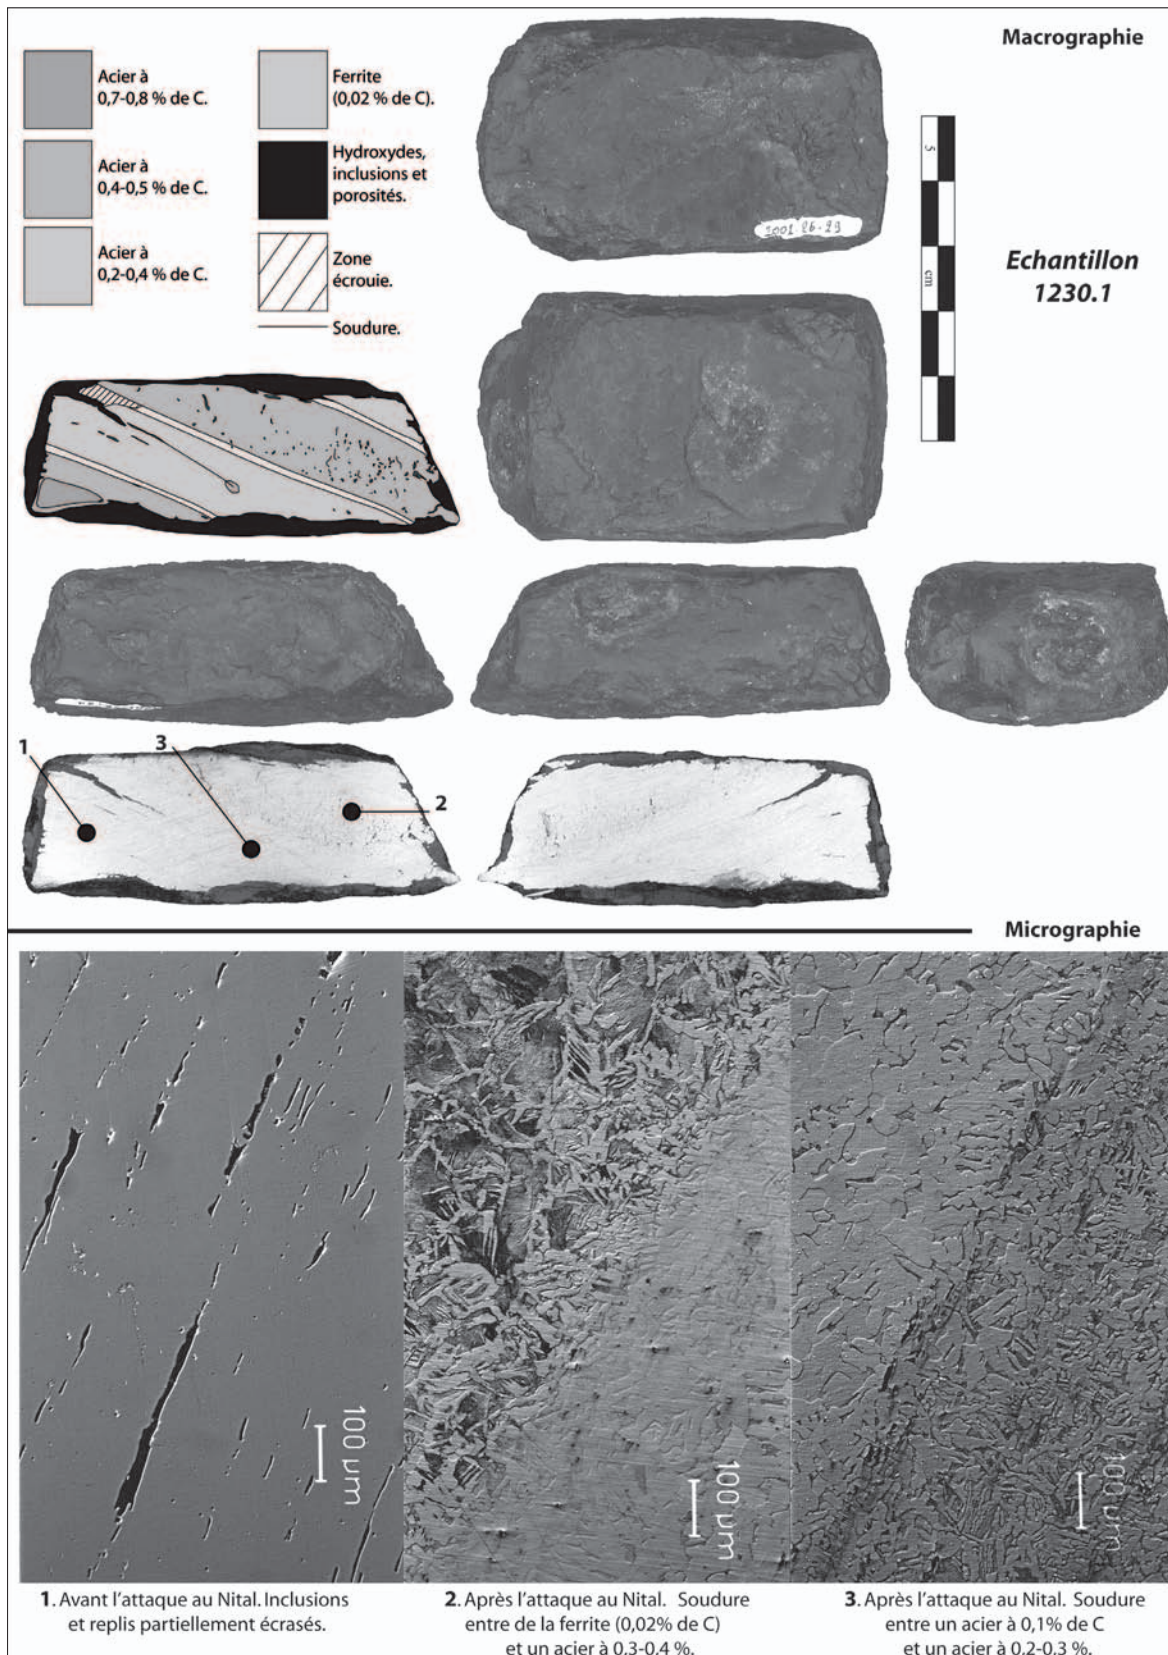 Macrographie
Acier à
0,7-0,8 % de C.
Ferrite
(0,02 % de C).
Acier à
0,4-0,5 % de C.
Hydroxydes,
inclusions et
porosités.
Acier à
0,2-0,4 % de C.
Zone
écrouie.
Soudure.
2001.26.29
5
cm
Echantillon
1230.1
1
3
2
Micrographie
100 µm
100 µm
100 µm
1. Avant l'attaque au Nital. Inclusions
et replis partiellement écrasés.
2. Après l'attaque au Nital. Soudure
entre de la ferrite (0,02% de C)
et un acier à 0,3-0,4 %.
3. Après l'attaque au Nital. Soudure
entre un acier à 0,1% de C
et un acier à 0,2-0,3 %.